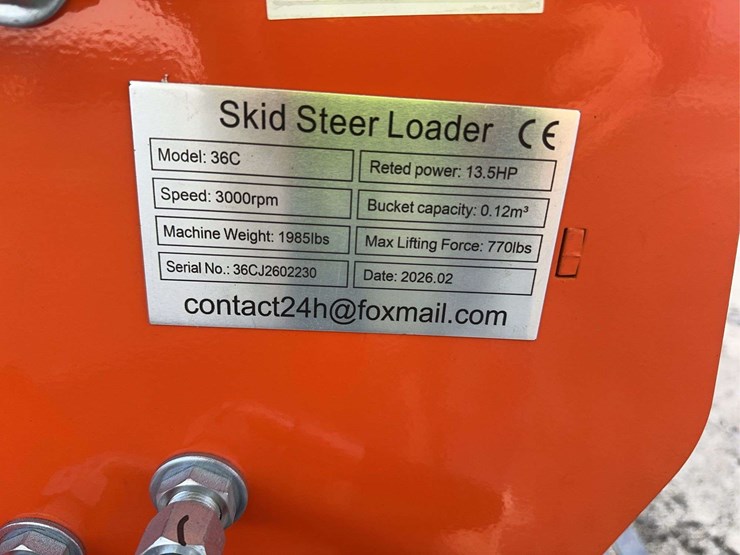 Skid Steer Loader CE
Model: 36C
Reted power: 13.5HP
Speed: 3000rpm
Bucket capacity: 0.12m³
Machine Weight: 1985lbs
Max Lifting Force: 770lbs
Serial No.: 36CJ2602230
Date: 2026.02
contact24h@foxmail.com